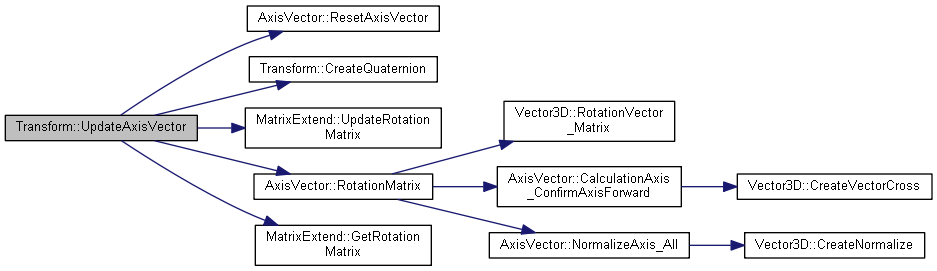 AxisVector::ResetAxisVector
Transform::CreateQuaternion
Transform::UpdateAxisVector
MatrixExtend::UpdateRotation
Matrix
AxisVector::RotationMatrix
MatrixExtend::GetRotation
Matrix
Vector3D::RotationVector
_Matrix
AxisVector::CalculationAxis
_ConfirmAxisForward
AxisVector::NormalizeAxis_All
Vector3D::CreateVectorCross
Vector3D::CreateNormalize